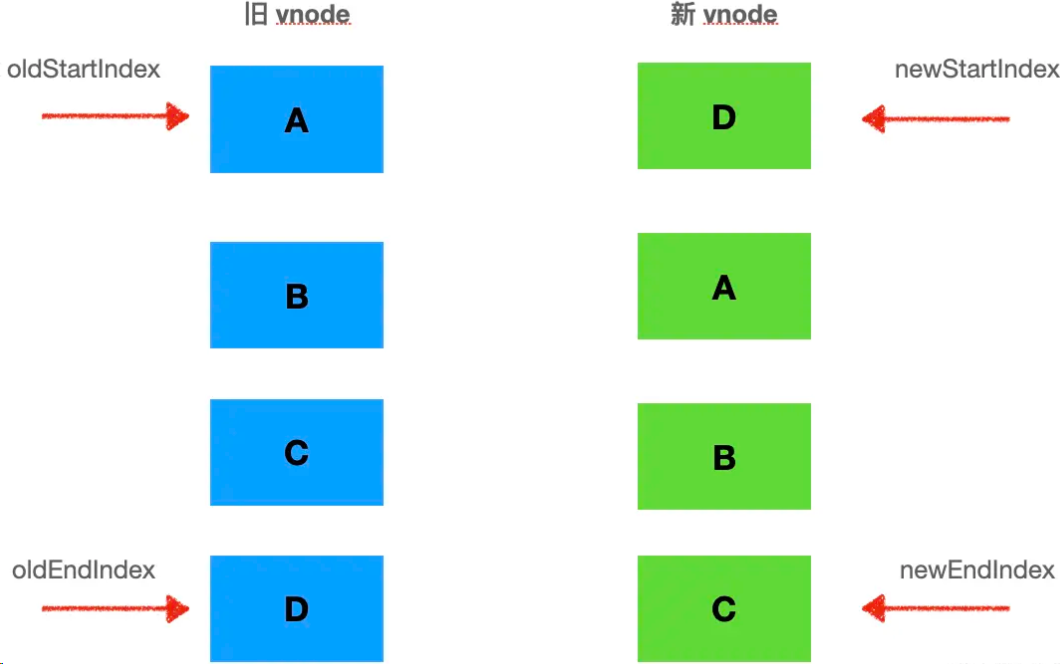 旧 vnode
新 vnode
oldStartIndex
newStartIndex
A
D
B
A
C
B
oldEndIndex
newEndIndex
D
C